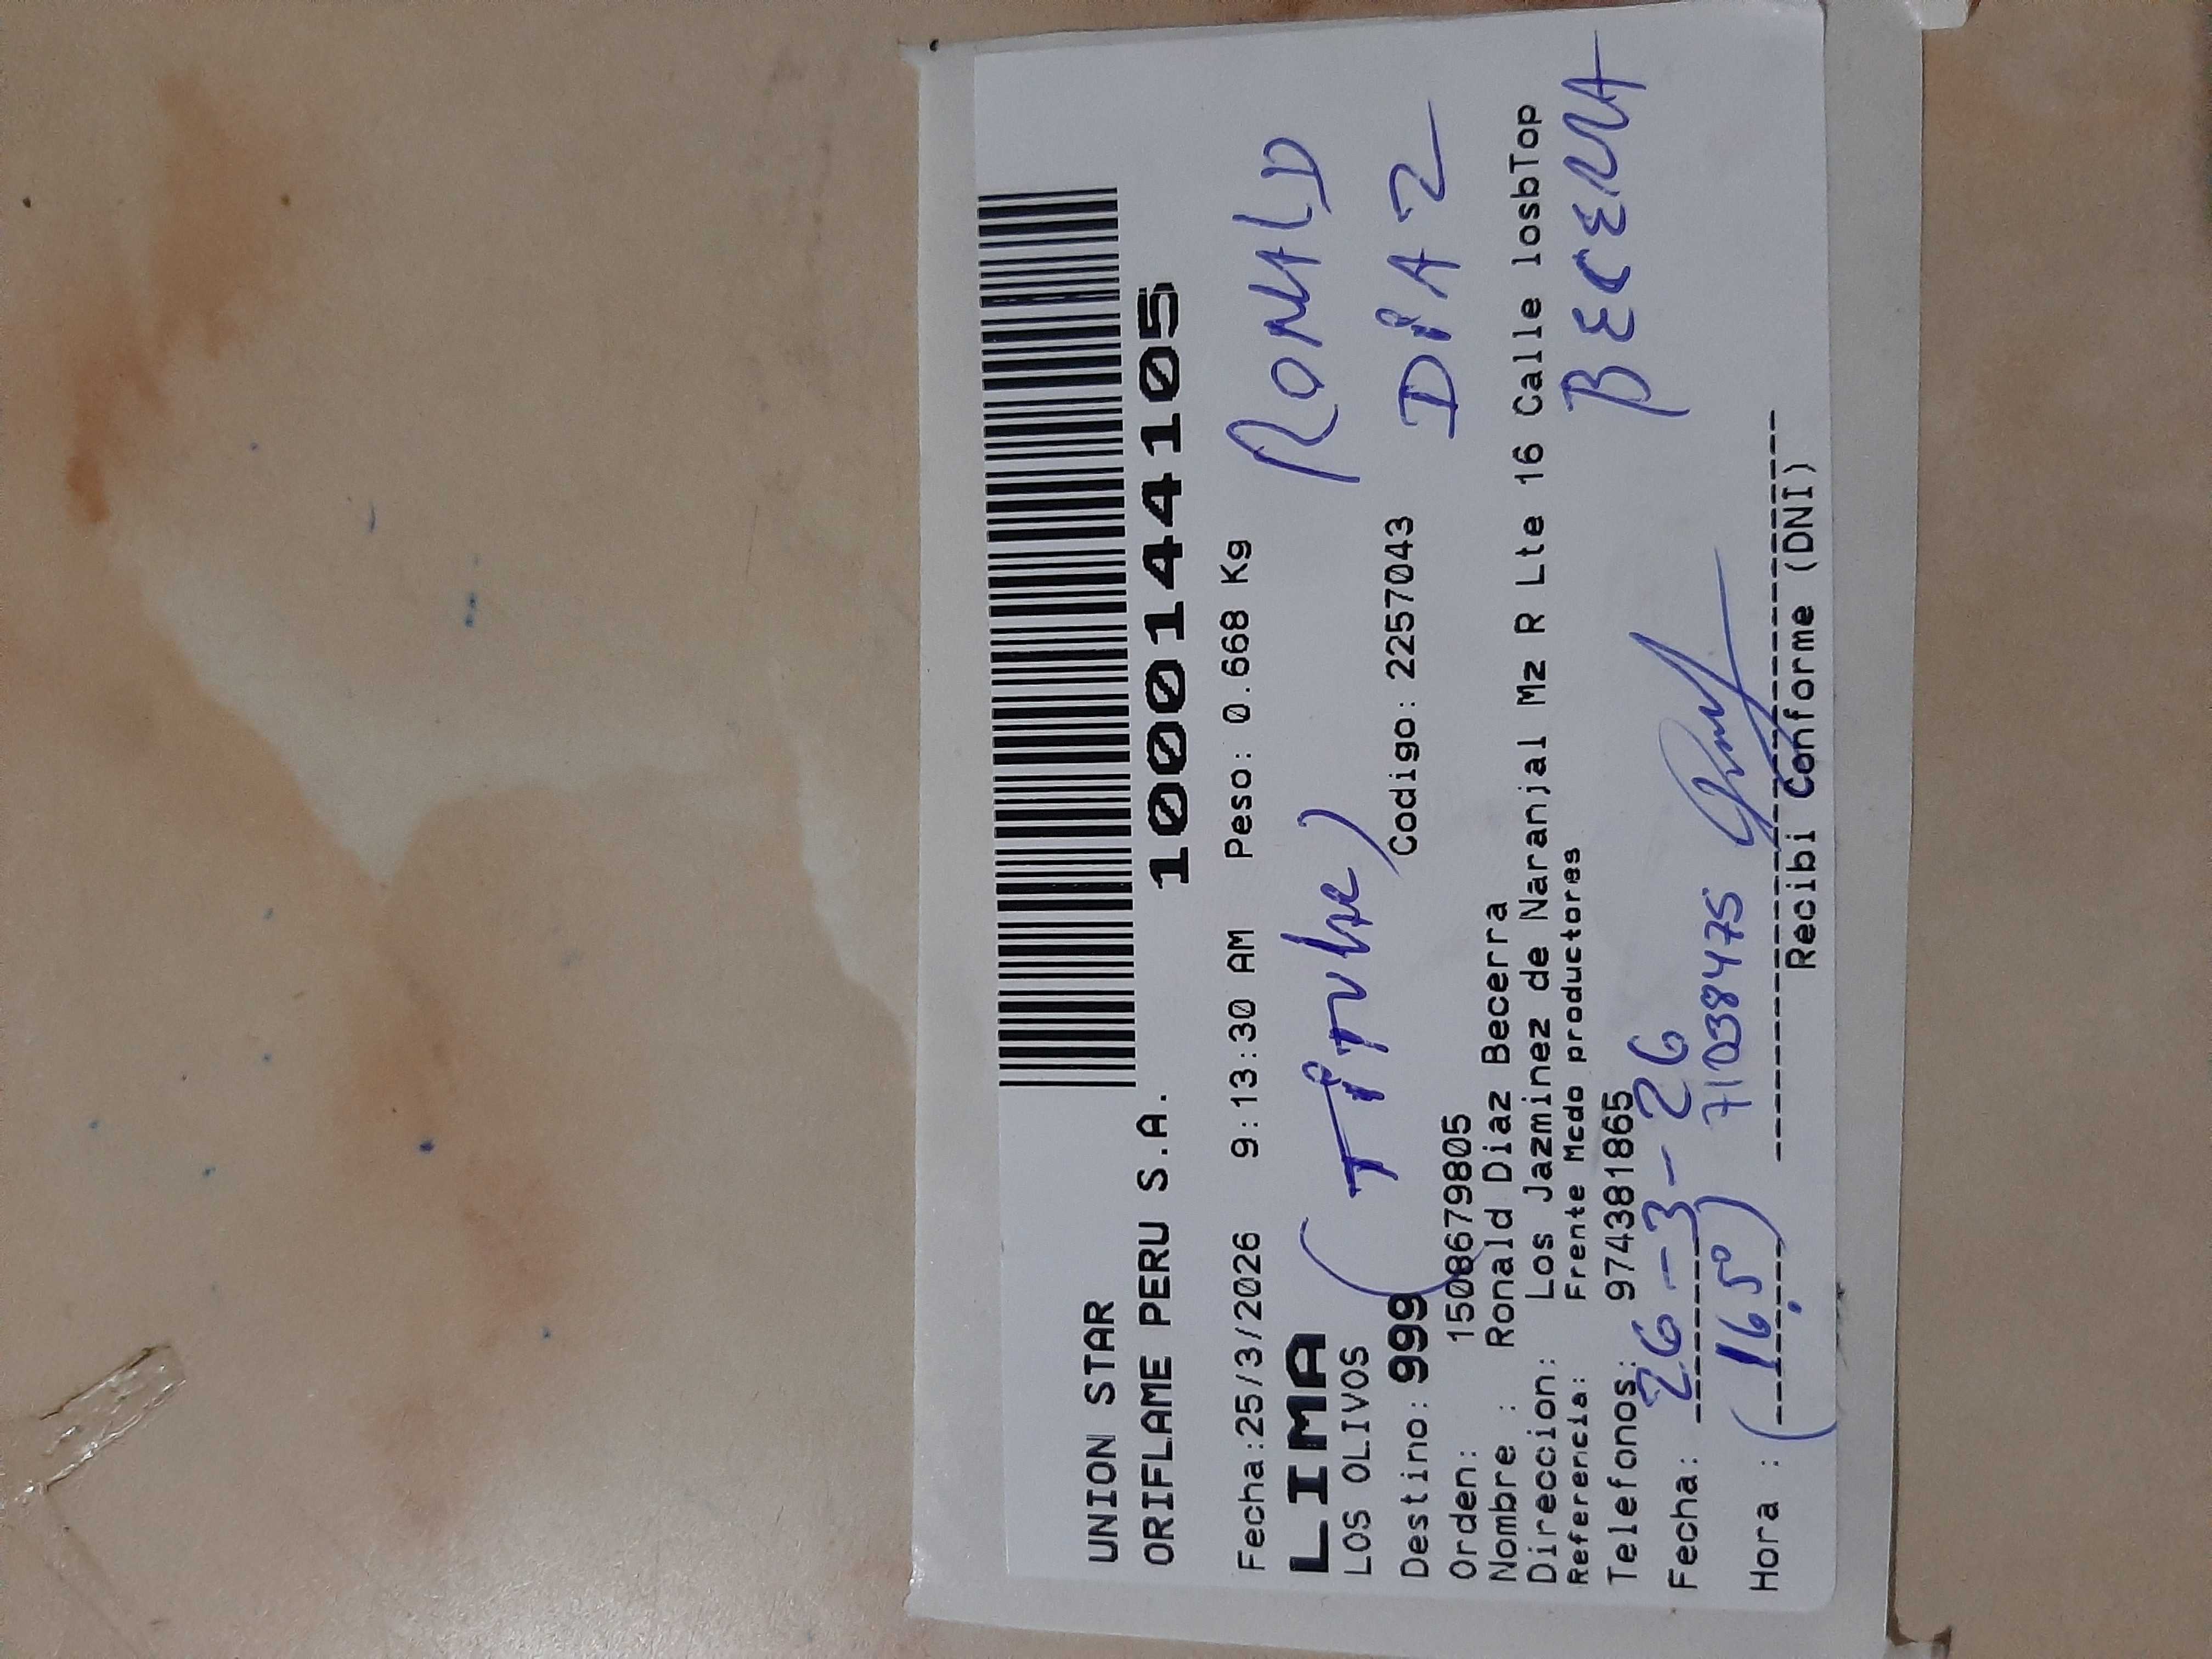 UNION STAR
ORIFLAME PERU S.A.
1000144105
Fecha:25/3/2026 9:13:30 AM Peso: 0.668 Kg
LIMA
LOS OLIVOS
(TITULAR)
RONALD
DIAZ
BECERRA
Destino: 999 Codigo: 2257043
Orden: 1508679805
Nombre : Ronald Diaz Becerra
Direccion: Los Jazminez de Naranjal Mz R Lte 16 Calle losbTop
Referencia: Frente Mcdo productores
Telefonos: 974381865
Fecha: 26-3-26
71038475
Hora : (16.50)
Recibi Conforme (DNI)